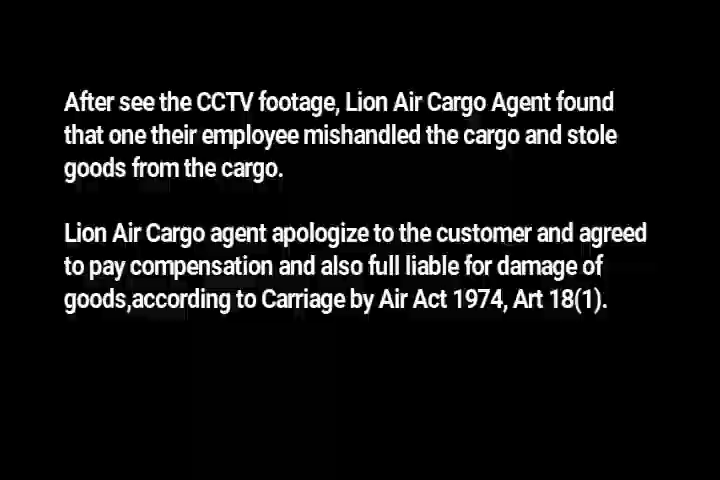 After see the CCTV footage, Lion Air Cargo Agent found
that one their employee mishandled the cargo and stole
goods from the cargo.
Lion Air Cargo agent apologize to the customer and agreed
to pay compensation and also full liable for damage of
goods,according to Carriage by Air Act 1974, Art 18(1).